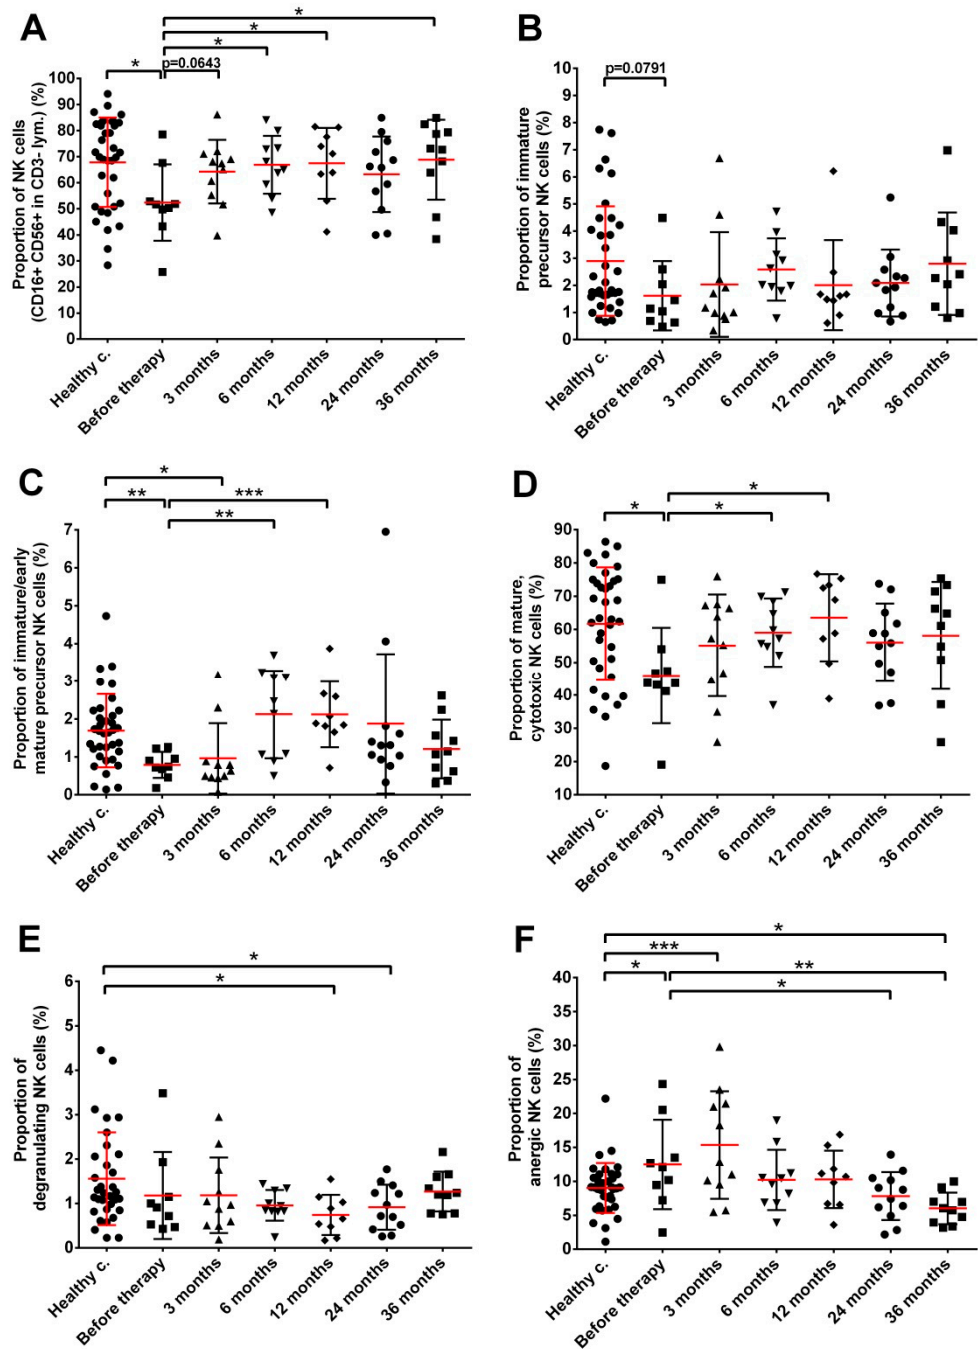 A
*
*
*
*
p=0.0643
Proportion of NK cells
(CD16+ CD56+ in CD3- lym.) (%)
100
90
80
70
60
50
40
30
20
10
0
Healthy c.
Before therapy
3 months
6 months
12 months
24 months
36 months
B
p=0.0791
Proportion of immature
precursor NK cells (%)
10
9
8
7
6
5
4
3
2
1
0
Healthy c.
Before therapy
3 months
6 months
12 months
24 months
36 months
C
*
**
***
**
Proportion of immature/early
mature precursor NK cells (%)
7
6
5
4
3
2
1
0
Healthy c.
Before therapy
3 months
6 months
12 months
24 months
36 months
D
*
*
*
Proportion of mature,
cytotoxic NK cells (%)
90
80
70
60
50
40
30
20
10
Healthy c.
Before therapy
3 months
6 months
12 months
24 months
36 months
E
*
*
Proportion of
degranulating NK cells (%)
6
5
4
3
2
1
0
Healthy c.
Before therapy
3 months
6 months
12 months
24 months
36 months
F
*
***
*
**
*
Proportion of
anergic NK cells (%)
40
35
30
25
20
15
10
5
0
Healthy c.
Before therapy
3 months
6 months
12 months
24 months
36 months